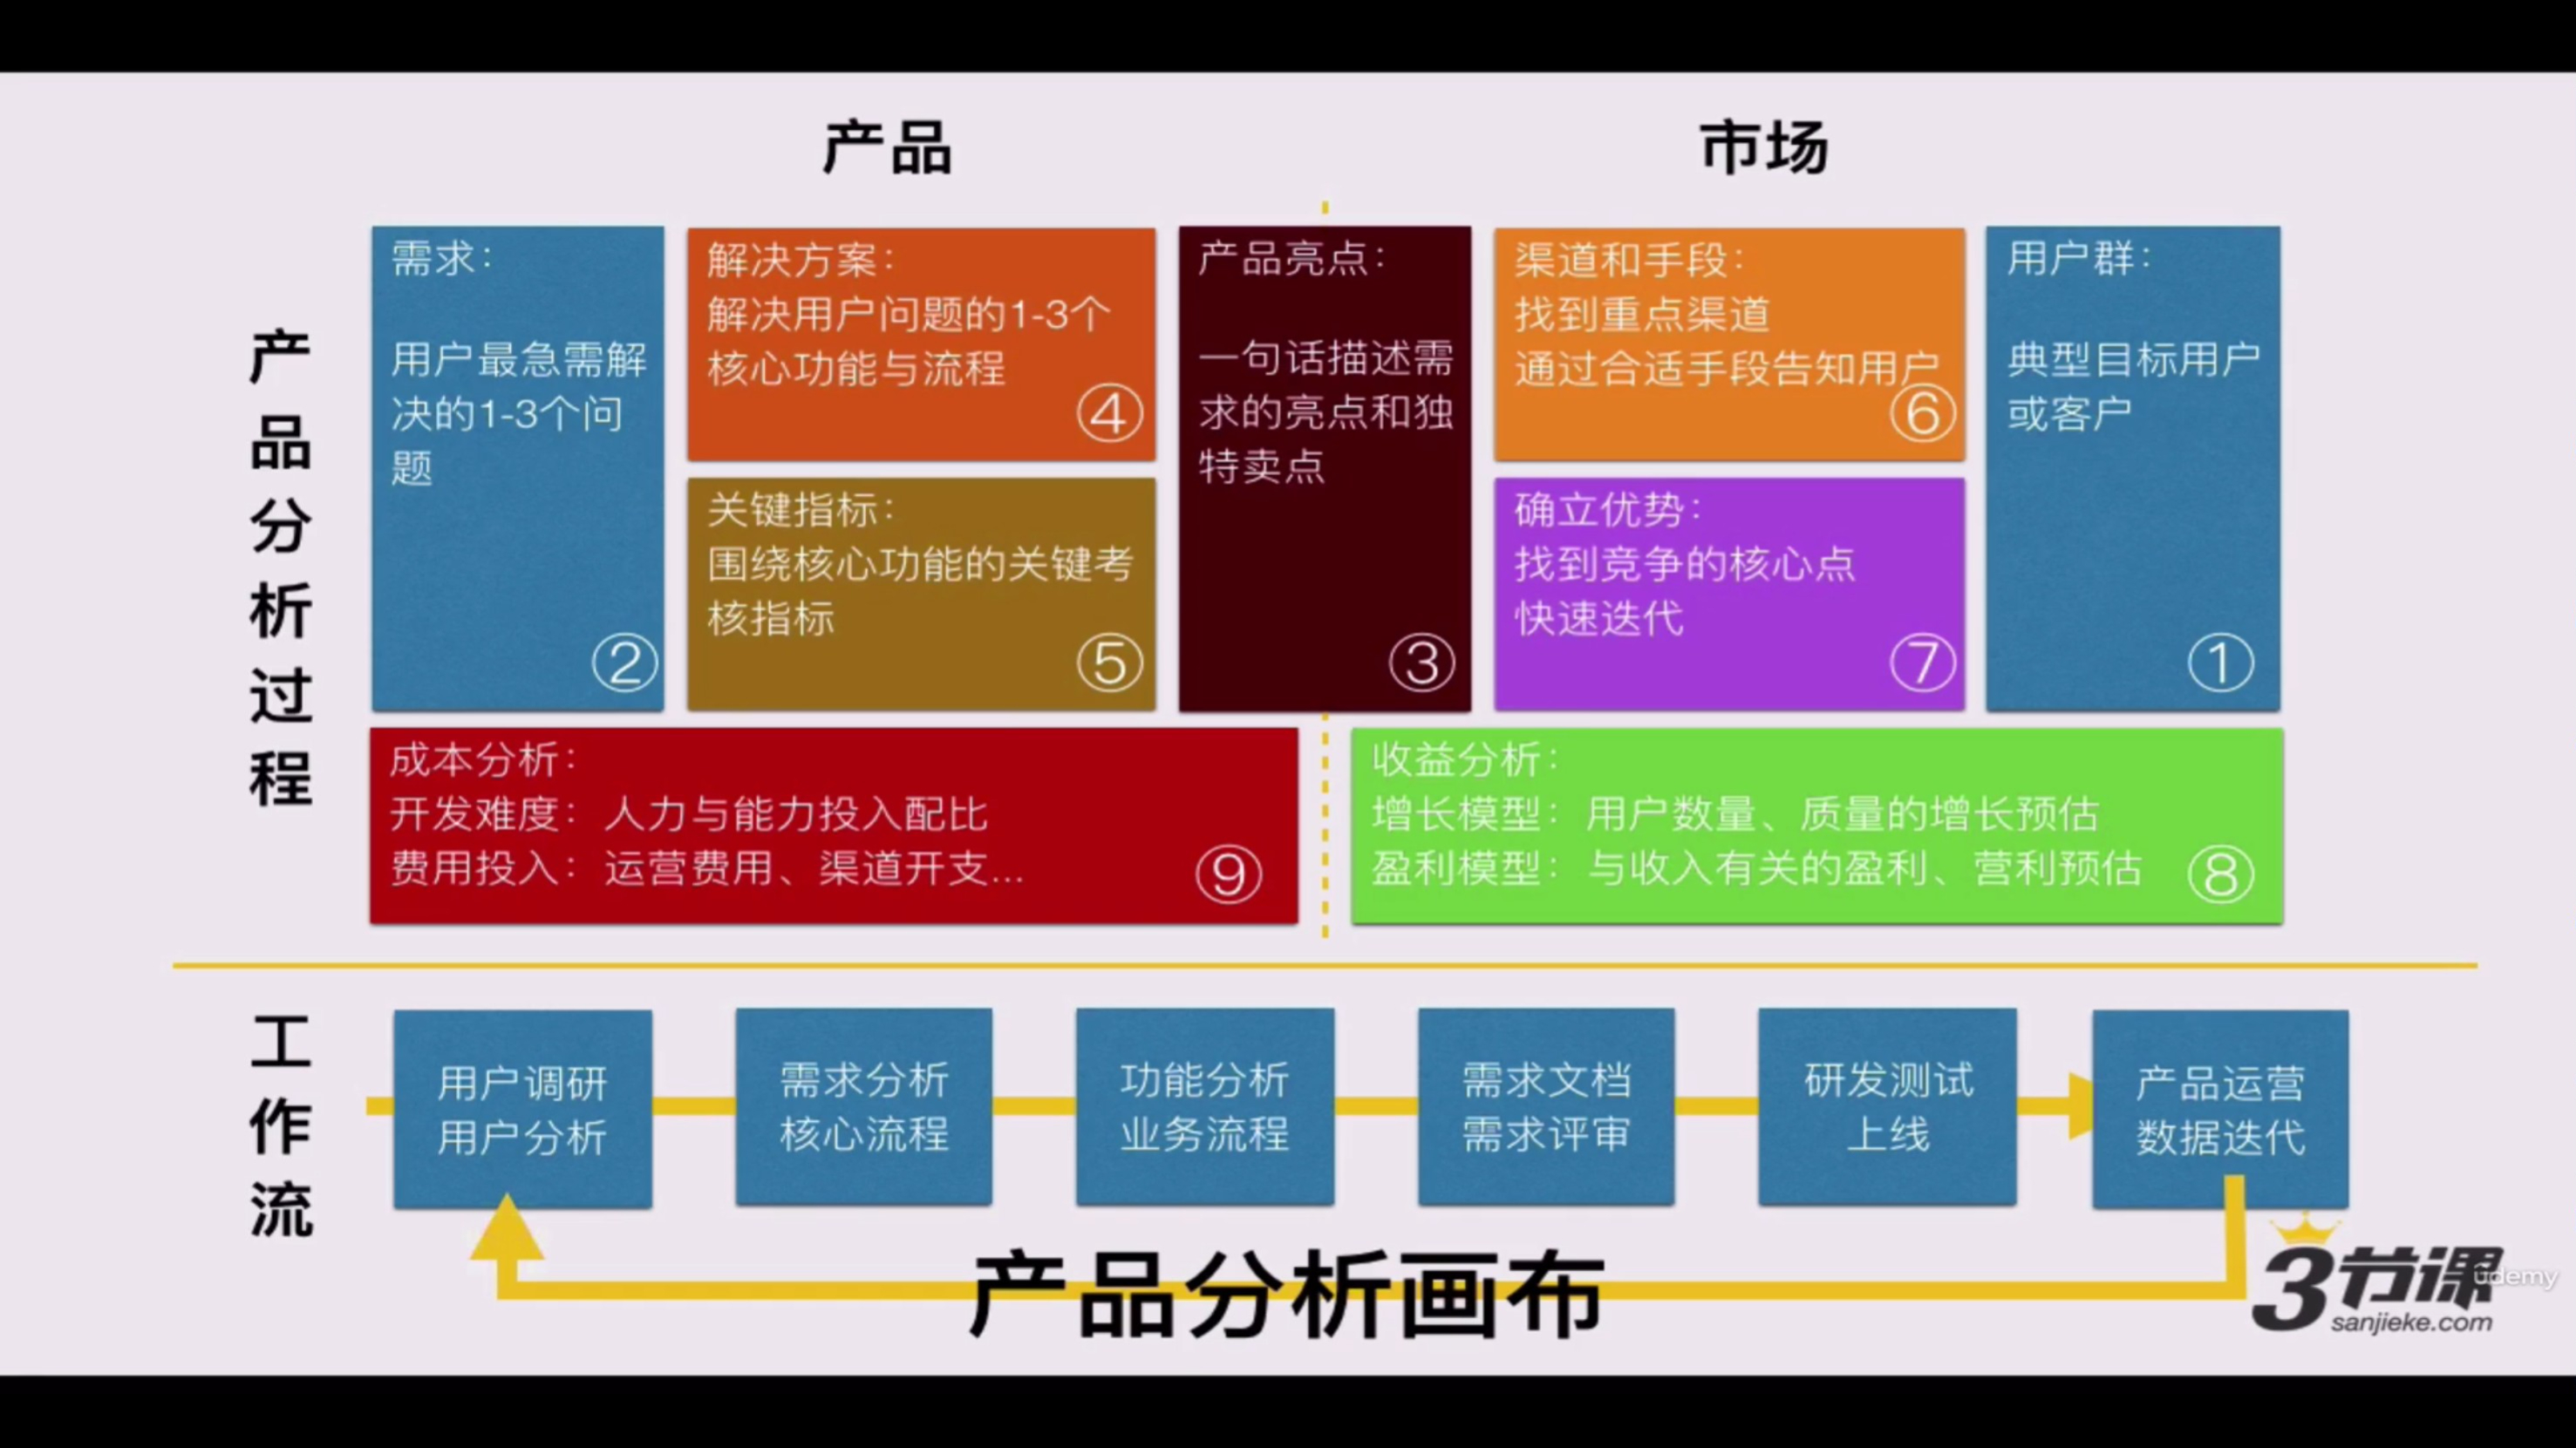 产品
市场
产品分析过程
需求：
用户最急需解
决的1-3个问
题
②
解决方案：
解决用户问题的1-3个
核心功能与流程
④
关键指标：
围绕核心功能的关键考
核指标
⑤
产品亮点：
一句话描述需
求的亮点和独
特卖点
③
渠道和手段：
找到重点渠道
通过合适手段告知用户
⑥
确立优势：
找到竞争的核心点
快速迭代
⑦
用户群：
典型目标用户
或客户
①
成本分析：
开发难度：人力与能力投入配比
费用投入：运营费用、渠道开支...
⑨
收益分析：
增长模型：用户数量、质量的增长预估
盈利模型：与收入有关的盈利、营利预估
⑧
工作流
用户调研
用户分析
需求分析
核心流程
功能分析
业务流程
需求文档
需求评审
研发测试
上线
产品运营
数据迭代
产品分析画布
3节课
udemy
sanjieke.com